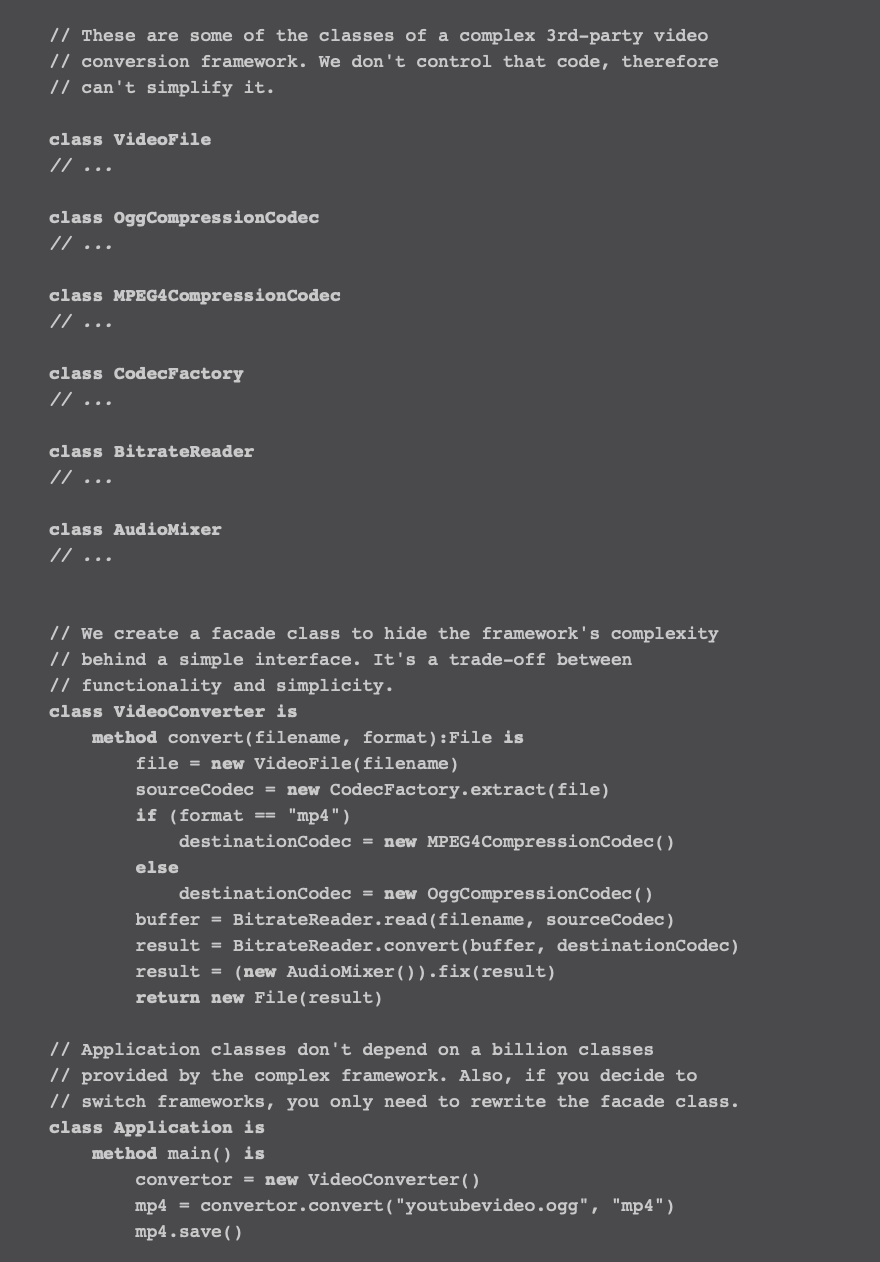 // These are some of the classes of a complex 3rd-party video
// conversion framework. We don't control that code, therefore
// can't simplify it.

class VideoFile
// ...

class OggCompressionCodec
// ...

class MPEG4CompressionCodec
// ...

class CodecFactory
// ...

class BitrateReader
// ...

class AudioMixer
// ...


// We create a facade class to hide the framework's complexity
// behind a simple interface. It's a trade-off between
// functionality and simplicity.
class VideoConverter is
    method convert(filename, format):File is
        file = new VideoFile(filename)
        sourceCodec = new CodecFactory.extract(file)
        if (format == "mp4")
            destinationCodec = new MPEG4CompressionCodec()
        else
            destinationCodec = new OggCompressionCodec()
        buffer = BitrateReader.read(filename, sourceCodec)
        result = BitrateReader.convert(buffer, destinationCodec)
        result = (new AudioMixer()).fix(result)
        return new File(result)

// Application classes don't depend on a billion classes
// provided by the complex framework. Also, if you decide to
// switch frameworks, you only need to rewrite the facade class.
class Application is
    method main() is
        convertor = new VideoConverter()
        mp4 = convertor.convert("youtubevideo.ogg", "mp4")
        mp4.save()